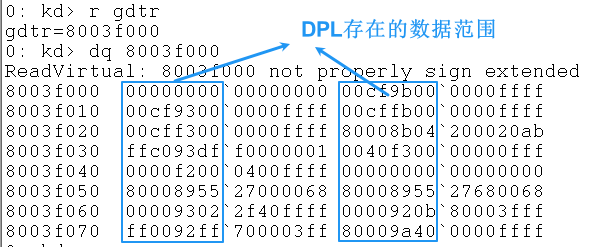 0: kd> r gdtr
gdtr=8003f000
DPL存在的数据范围
0: kd> dq 8003f000
ReadVirtual: 8003f000 not properly sign extended
8003f000 00000000`00000000 00cf9b00`0000ffff
8003f010 00cf9300`0000ffff 00cffb00`0000ffff
8003f020 00cff300`0000ffff 80008b04`200020ab
8003f030 ffc093df`f0000001 0040f300`00000fff
8003f040 0000f200`0400ffff 00000000`00000000
8003f050 80008955`27000068 80008955`27680068
8003f060 00009302`2f40ffff 0000920b`80003fff
8003f070 ff0092ff`700003ff 80009a40`0000ffff